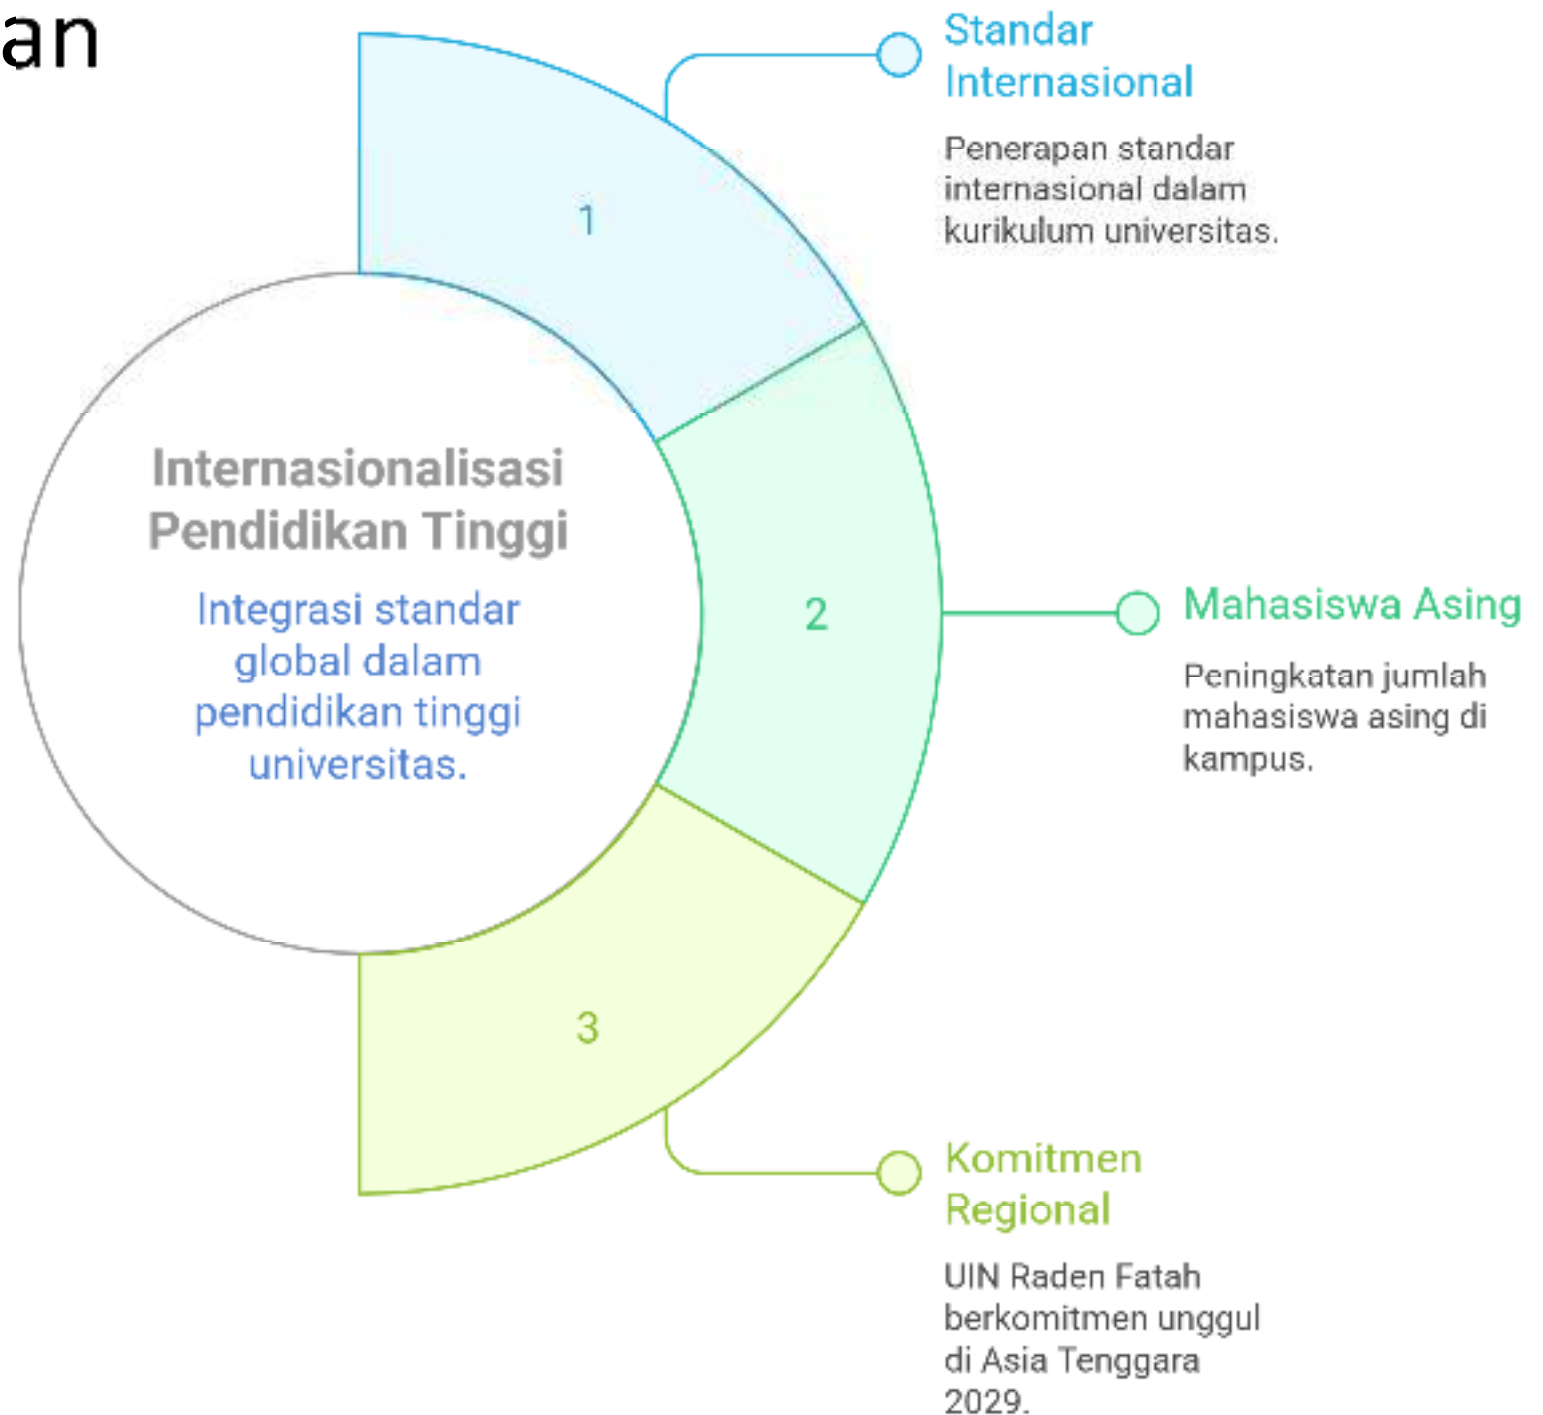 an
Standar
Internasional
Penerapan standar
internasional dalam
kurikulum universitas.
1
Internasionalisasi
Pendidikan Tinggi
Integrasi standar
global dalam
pendidikan tinggi
universitas.
2
Mahasiswa Asing
Peningkatan jumlah
mahasiswa asing di
kampus.
3
Komitmen
Regional
UIN Raden Fatah
berkomitmen unggul
di Asia Tenggara
2029.